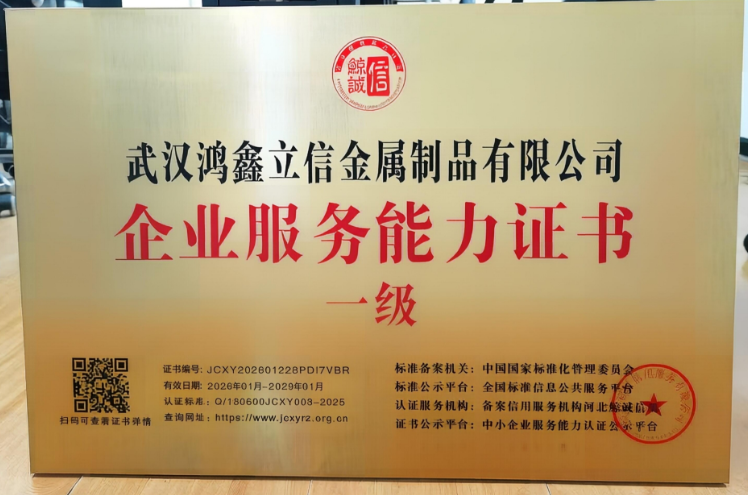 鲸信
誠
武汉鸿鑫立信金属制品有限公司
企业服务能力证书
一级
证书编号: JCXY202601228PDI7VBR
有效日期: 2026年01月-2029年01月
认证标准: Q/180600JCXY003-2025
查询网址: https://www.jcxyrz.org.cn
扫码可查看证书详情
标准备案机关: 中国国家标准化管理委员会
标准公示平台: 全国标准信息公共服务平台
认证服务机构: 备案信用服务机构河北鲸诚信
证书公示平台: 中小企业服务能力认证公示平台